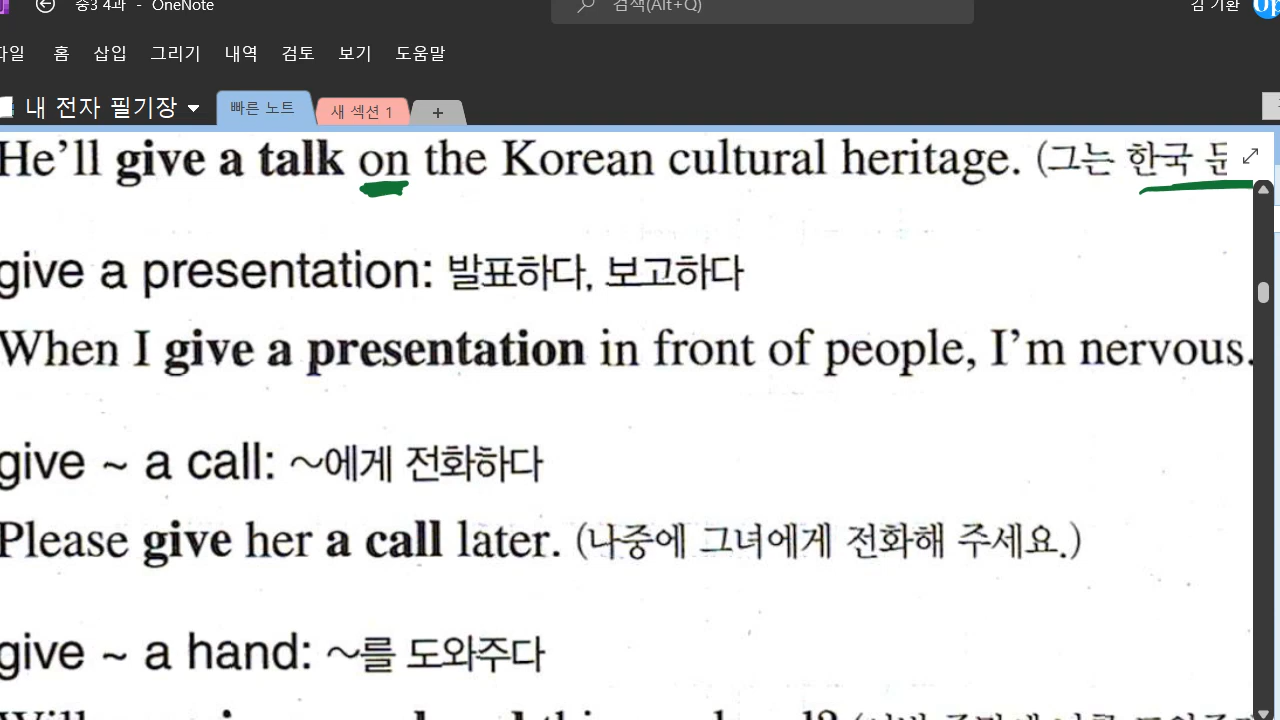 중3 4과 - OneNote
검색(Alt+Q)
김 기환
파일 홈 삽입 그리기 내역 검토 보기 도움말
내 전자 필기장 빠른 노트 새 섹션 1 +
He’ll give a talk on the Korean cultural heritage. (그는 한국
give a presentation: 발표하다, 보고하다
When I give a presentation in front of people, I’m nervous.
give ~ a call: ～에게 전화하다
Please give her a call later. (나중에 그녀에게 전화해 주세요.)
give ~ a hand: ～를 도와주다